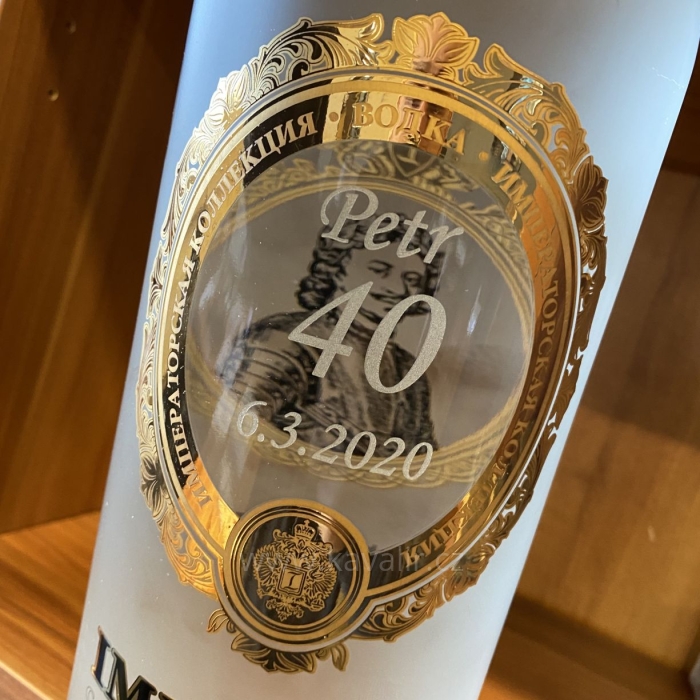 ИМПЕРАТОРСКАЯ КОЛЛЕКЦИЯ • ВОДКА • ИМПЕРАТОРСКАЯ КОЛЛЕКЦИЯ
Petr
40
6.3.2020
I